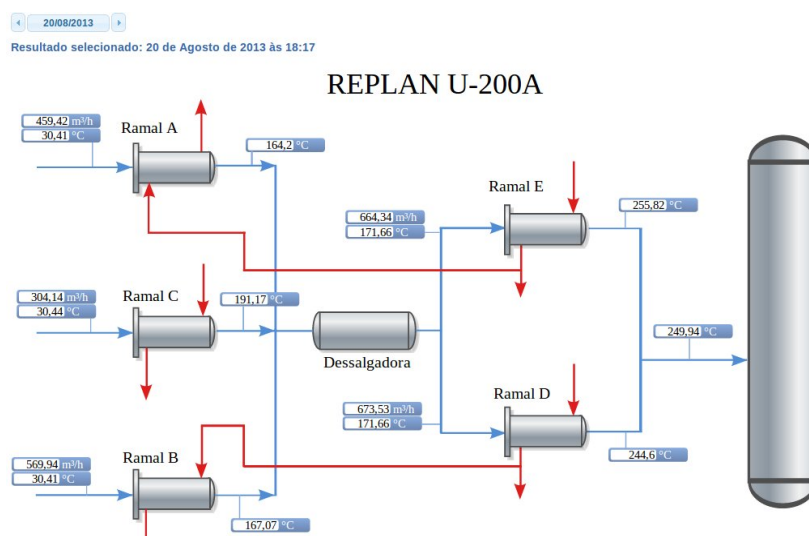 20/08/2013
Resultado selecionado: 20 de Agosto de 2013 às 18:17
REPLAN U-200A
459,42 m³/h
30,41 °C
Ramal A
164,2 °C
Ramal E
664,34 m³/h
171,66 °C
255,82 °C
304,14 m³/h
30,44 °C
Ramal C
191,17 °C
Dessalgadora
249,94 °C
673,53 m³/h
171,66 °C
Ramal D
244,6 °C
569,94 m³/h
30,41 °C
Ramal B
167,07 °C